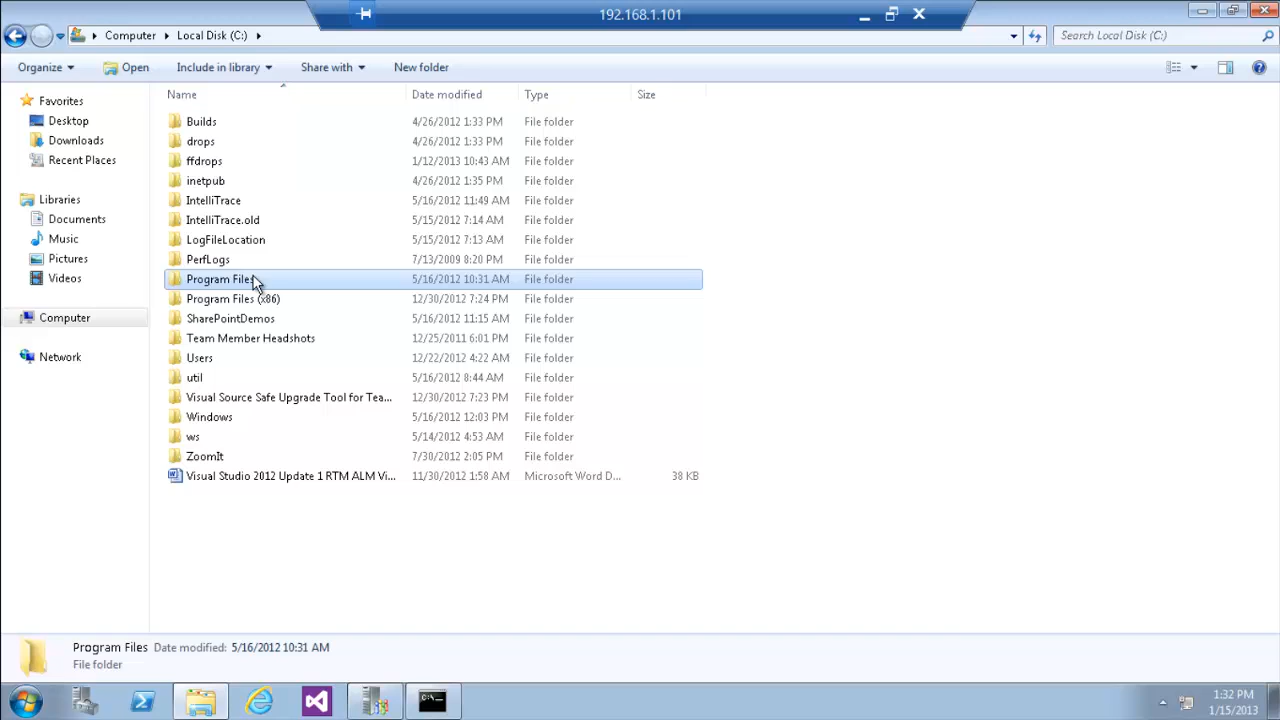 192.168.1.101
Computer Local Disk (C:) Search Local Disk (C:)
Organize Open Include in library Share with New folder
Name Date modified Type Size
Favorites
Desktop
Downloads
Recent Places
Libraries
Documents
Music
Pictures
Videos
Computer
Network
Builds 4/26/2012 1:33 PM File folder
drops 4/26/2012 1:33 PM File folder
ffdrops 1/12/2013 10:43 AM File folder
inetpub 4/26/2012 1:35 PM File folder
IntelliTrace 5/16/2012 11:49 AM File folder
IntelliTrace.old 5/15/2012 7:14 AM File folder
LogFileLocation 5/15/2012 7:13 AM File folder
PerfLogs 7/13/2009 8:20 PM File folder
Program Files 5/16/2012 10:31 AM File folder
Program Files (x86) 12/30/2012 7:24 PM File folder
SharePointDemos 5/16/2012 11:15 AM File folder
Team Member Headshots 12/25/2011 6:01 PM File folder
Users 12/22/2012 4:22 AM File folder
util 5/16/2012 8:44 AM File folder
Visual Source Safe Upgrade Tool for Tea... 12/30/2012 7:23 PM File folder
Windows 5/16/2012 12:03 PM File folder
ws 5/14/2012 4:53 AM File folder
ZoomIt 7/30/2012 2:05 PM File folder
Visual Studio 2012 Update 1 RTM ALM Vi... 11/30/2012 1:58 AM Microsoft Word D... 38 KB
Program Files Date modified: 5/16/2012 10:31 AM
File folder
1:32 PM
1/15/2013